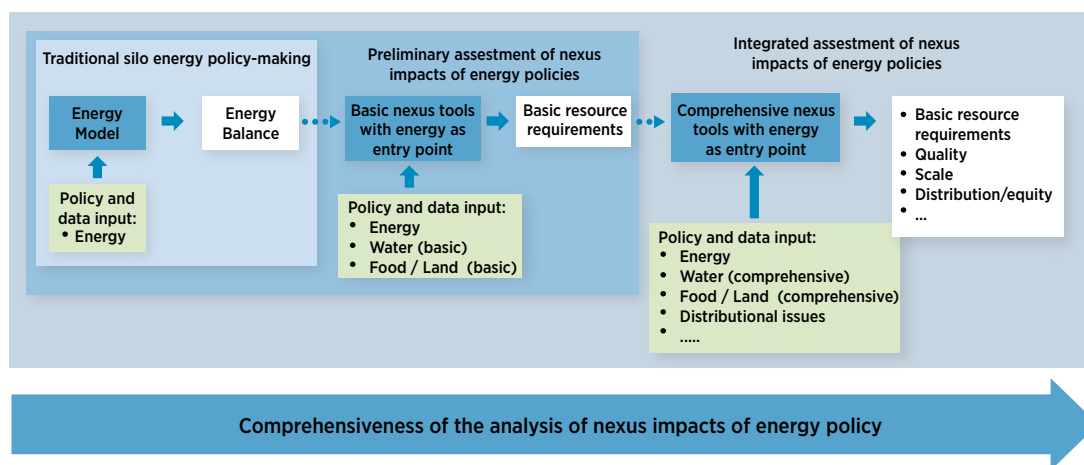 Traditional silo energy policy-making
Energy
Model
Energy
Balance
Policy and
data input:
• Energy
Preliminary assestment of nexus
impacts of energy policies
Basic nexus tools
with energy as
entry point
Basic resource
requirements
Policy and data input:
• Energy
• Water (basic)
• Food / Land (basic)
Integrated assestment of nexus
impacts of energy policies
Comprehensive nexus
tools with energy
as entry point
• Basic resource
requirements
• Quality
• Scale
• Distribution/equity
• ...
Policy and data input:
• Energy
• Water (comprehensive)
• Food / Land (comprehensive)
• Distributional issues
• .....
Comprehensiveness of the analysis of nexus impacts of energy policy